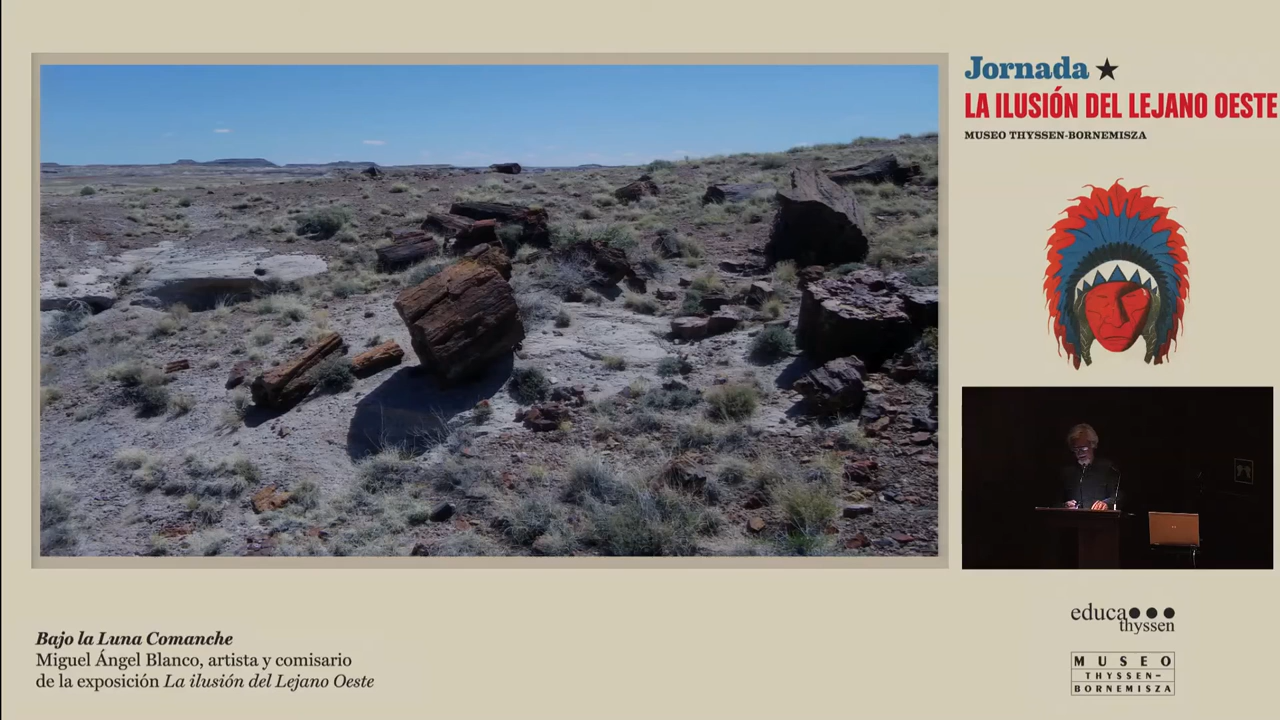 Jornada ★
LA ILUSIÓN DEL LEJANO OESTE
MUSEO THYSSEN-BORNEMISZA
Bajo la Luna Comanche
Miguel Ángel Blanco, artista y comisario
de la exposición La ilusión del Lejano Oeste
educa
thyssen
MUSEO
THYSSEN-
BORNEMISZA